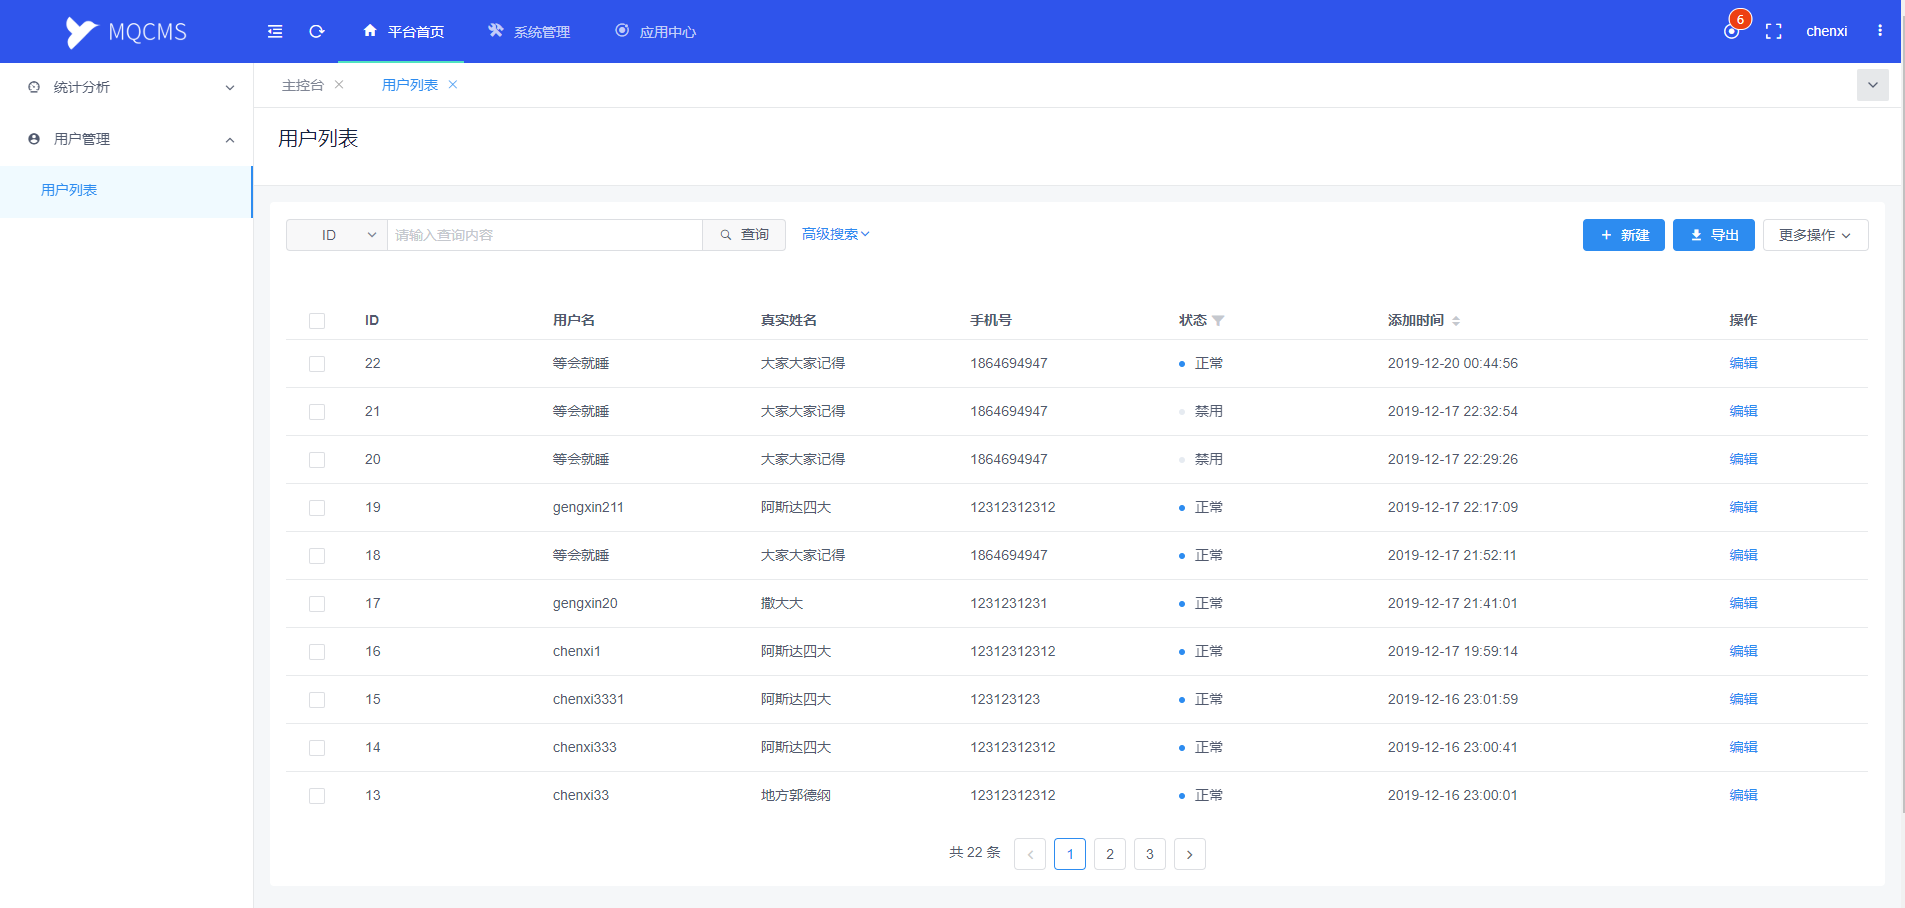 MQCMS 平台首页 系统管理 应用中心 6 chenxi
统计分析
用户管理
用户列表
主控台 用户列表
用户列表
ID 请输入查询内容 查询 高级搜索 新建 导出 更多操作
ID 用户名 真实姓名 手机号 状态 添加时间 操作
22 等会就睡 大家大家记得 1864694947 正常 2019-12-20 00:44:56 编辑
21 等会就睡 大家大家记得 1864694947 禁用 2019-12-17 22:32:54 编辑
20 等会就睡 大家大家记得 1864694947 禁用 2019-12-17 22:29:26 编辑
19 gengxin211 阿斯达四大 12312312312 正常 2019-12-17 22:17:09 编辑
18 等会就睡 大家大家记得 1864694947 正常 2019-12-17 21:52:11 编辑
17 gengxin20 撒大大 1231231231 正常 2019-12-17 21:41:01 编辑
16 chenxi1 阿斯达四大 12312312312 正常 2019-12-17 19:59:14 编辑
15 chenxi3331 阿斯达四大 123123123 正常 2019-12-16 23:01:59 编辑
14 chenxi333 阿斯达四大 12312312312 正常 2019-12-16 23:00:41 编辑
13 chenxi33 地方郭德纲 12312312312 正常 2019-12-16 23:00:01 编辑
共 22 条 1 2 3